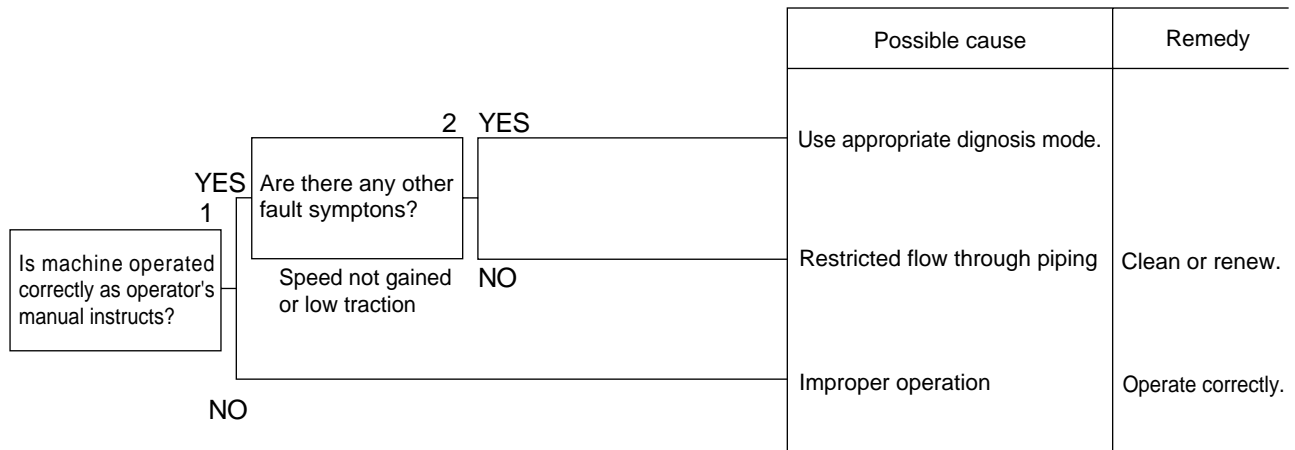 Possible cause
Remedy
2
YES
Use appropriate dignosis mode.
YES
Are there any other
fault symptons?
1
Is machine operated
correctly as operator's
manual instructs?
Speed not gained
or low traction
NO
Restricted flow through piping
Clean or renew.
Improper operation
Operate correctly.
NO